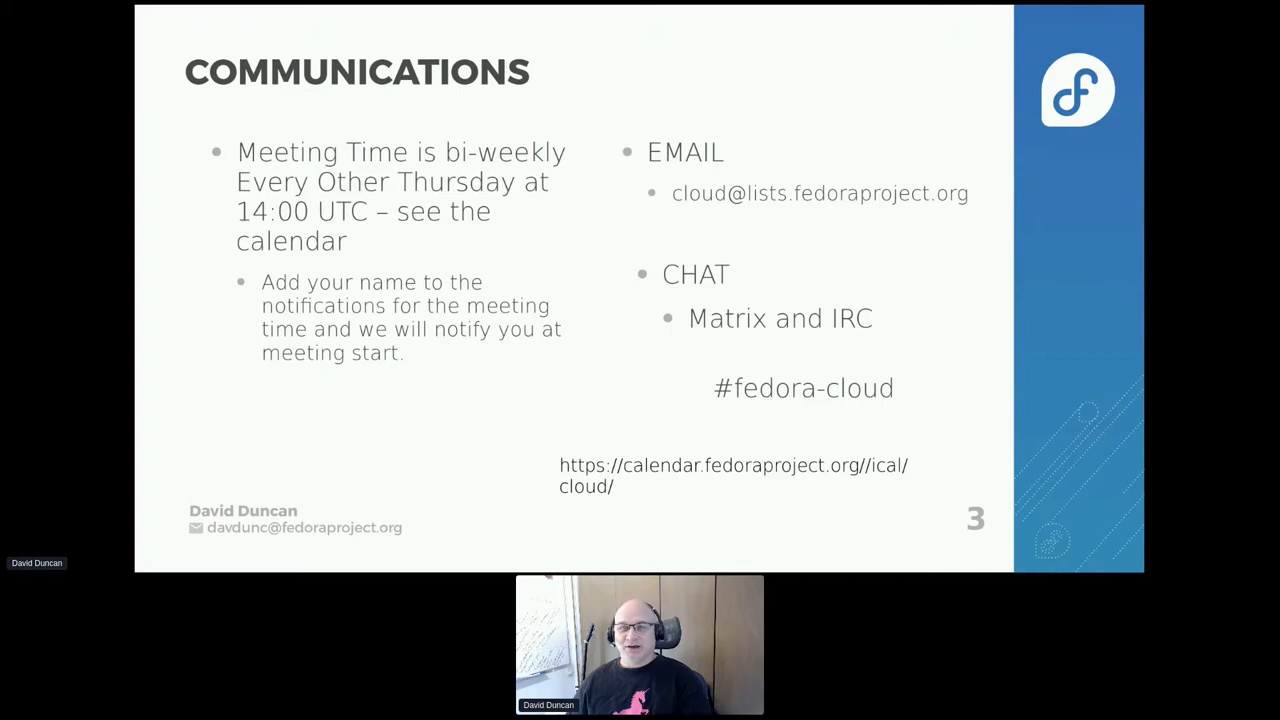 COMMUNICATIONS
Meeting Time is bi-weekly
Every Other Thursday at
14:00 UTC – see the
calendar
Add your name to the
notifications for the meeting
time and we will notify you at
meeting start.
EMAIL
cloud@lists.fedoraproject.org
CHAT
Matrix and IRC
#fedora-cloud
https://calendar.fedoraproject.org//ical/
cloud/
David Duncan
davdunc@fedoraproject.org
3
David Duncan
David Duncan